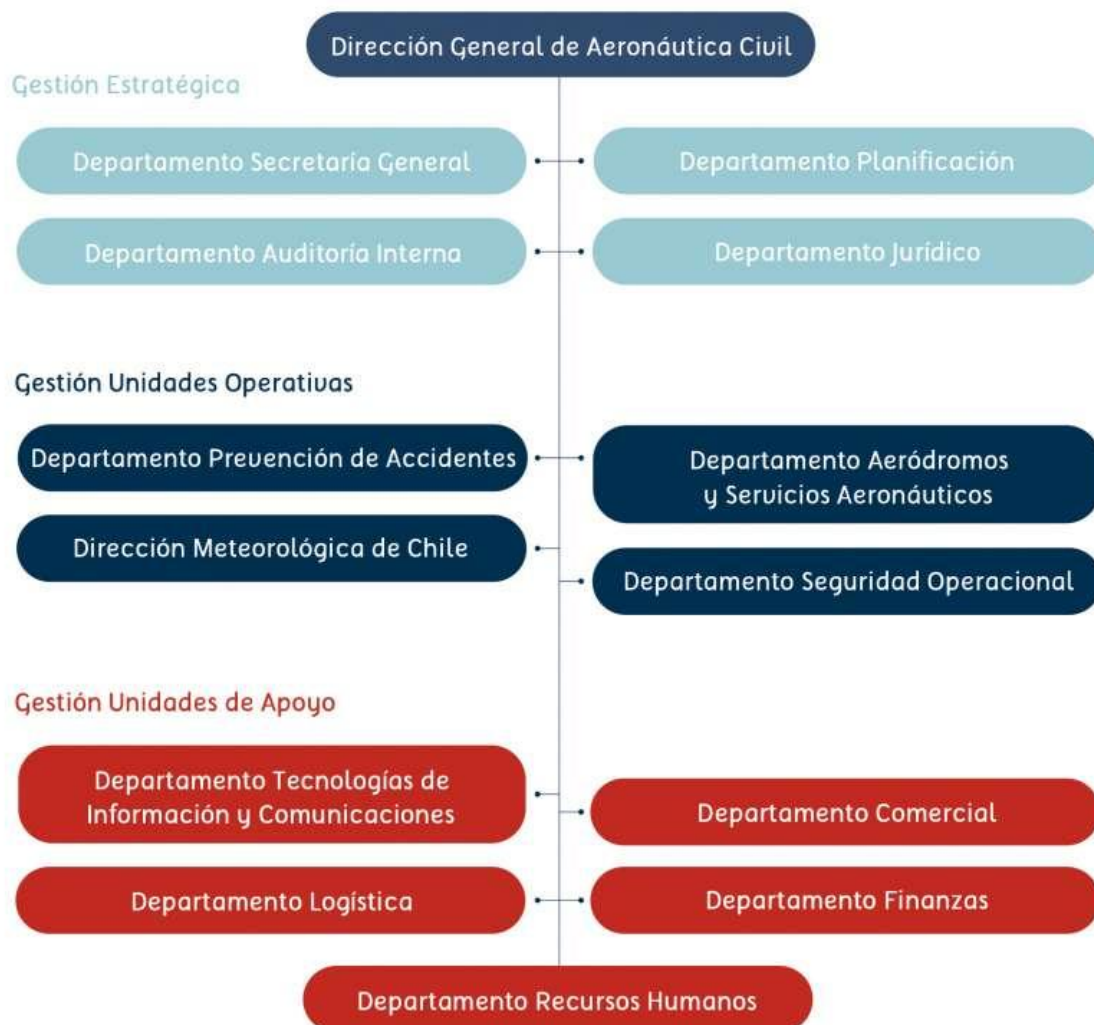 Dirección General de Aeronáutica Civil
Gestión Estratégica
Departamento Secretaría General
Departamento Planificación
Departamento Auditoría Interna
Departamento Jurídico
Gestión Unidades Operativas
Departamento Prevención de Accidentes
Departamento Aeródromos
y Servicios Aeronáuticos
Dirección Meteorológica de Chile
Departamento Seguridad Operacional
Gestión Unidades de Apoyo
Departamento Tecnologías de
Información y Comunicaciones
Departamento Comercial
Departamento Logística
Departamento Finanzas
Departamento Recursos Humanos